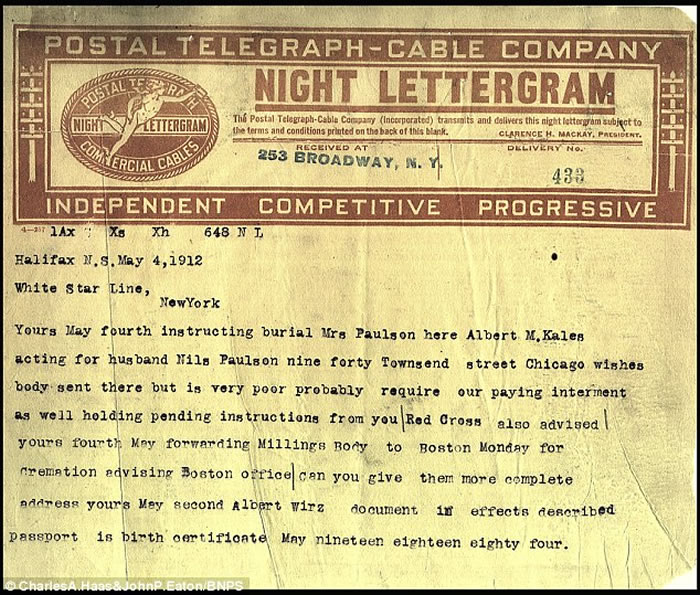 POSTAL TELEGRAPH-CABLE COMPANY
NIGHT LETTERGRAM
POSTAL TELEGRAPH
NIGHT LETTERGRAM
COMMERCIAL CABLES
The Postal Telegraph-Cable Company (Incorporated) transmits and delivers this night lettergram subject to
the terms and conditions printed on the back of this blank.
CLARENCE H. MACKAY, PRESIDENT.
RECEIVED AT
DELIVERY No.
253 BROADWAY, N. Y.
433
INDEPENDENT COMPETITIVE PROGRESSIVE
1Ax Xs Xh 648 N L
Halifax N.S. May 4,1912
White Star Line,
NewYork
Yours May fourth instructing burial Mrs Paulson here Albert M.Kales
acting for husband Nils Paulson nine forty Townsend street Chicago wishes
body sent there but is very poor probably require our paying interment
as well holding pending instructions from you|Red Cross also advised|
yours fourth May forwarding Millings Body to Boston Monday for
cremation advising Boston office|can you give them more complete
address yours May second Albert Wirz document in effects described
passport is birth certificate May nineteen eighteen eighty four.
© CharlesA.Haas&JohnP.Eaton/BNPS